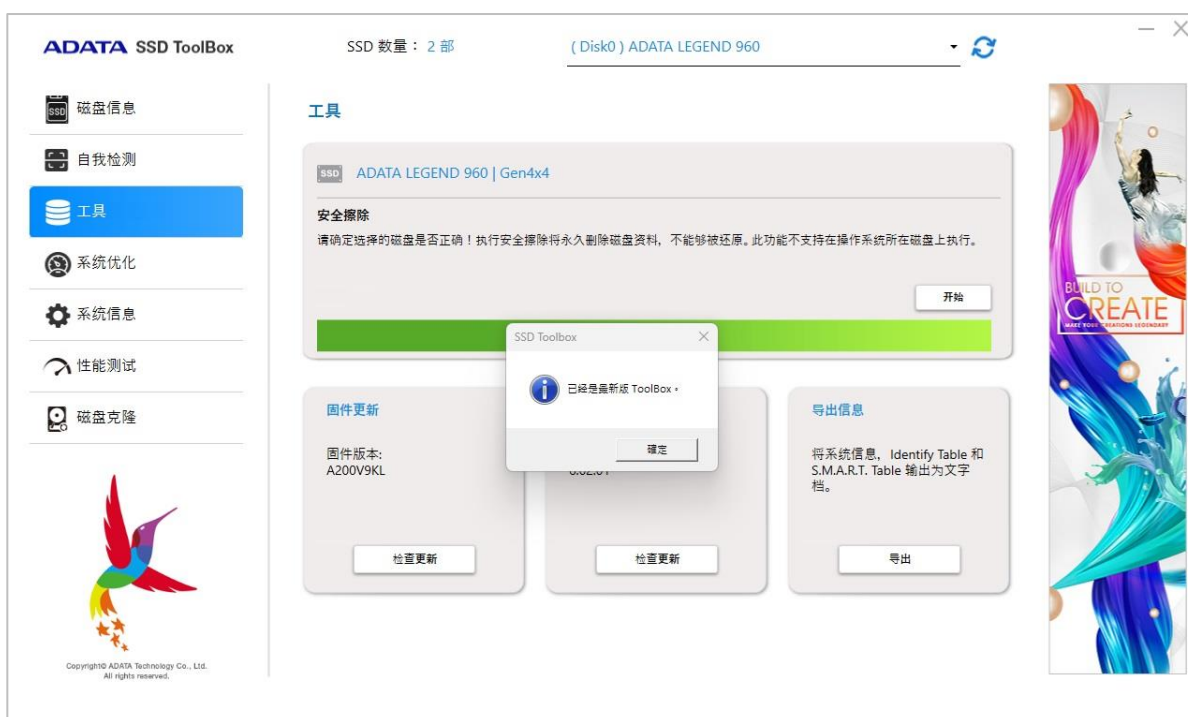 ADATA SSD ToolBox
SSD 数量： 2 部
( Disk0 ) ADATA LEGEND 960
磁盘信息
自我检测
工具
系统优化
系统信息
性能测试
磁盘克隆
Copyright© ADATA Technology Co., Ltd.
All rights reserved.
工具
SSD
ADATA LEGEND 960 | Gen4x4
安全擦除
请确定选择的磁盘是否正确！执行安全擦除将永久删除磁盘资料，不能够被还原。此功能不支持在操作系统所在磁盘上执行。
开始
SSD Toolbox
已经是最新版 ToolBox。
確定
固件更新
固件版本:
A200V9KL
检查更新
检查更新
导出信息
将系统信息，Identify Table 和
S.M.A.R.T. Table 输出为文字
档。
导出
BUILD TO
CREATE
MAKE YOUR CREATIONS LEGENDARY